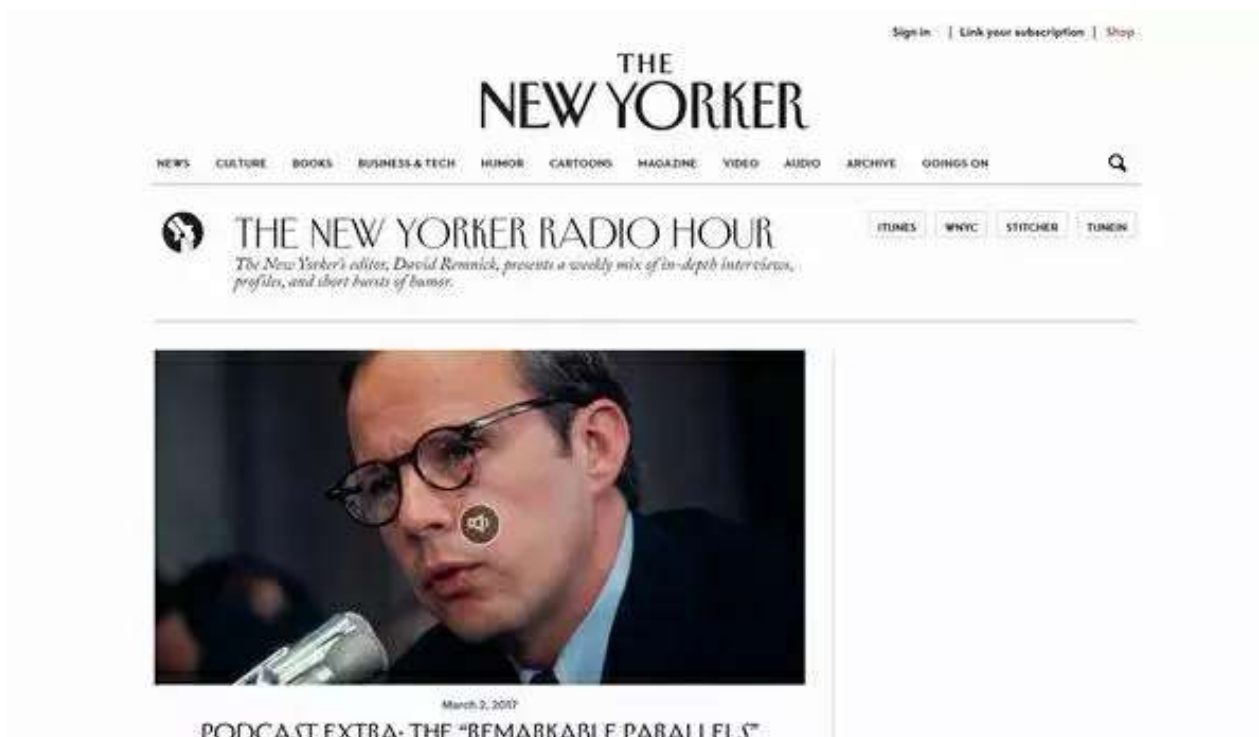 Sign in | Link your subscription | Shop
THE
NEW YORKER
NEWS CULTURE BOOKS BUSINESS & TECH HUMOR CARTOONS MAGAZINE VIDEO AUDIO ARCHIVE GOINGS ON
THE NEW YORKER RADIO HOUR
ITUNES WNYC STITCHER TUNEIN
The New Yorker's editor, David Remnick, presents a weekly mix of in-depth interviews,
profiles, and short bursts of humor.
March 2, 2017
PODCAST EXTRA: THE "REMARKABLE PARALLELS"